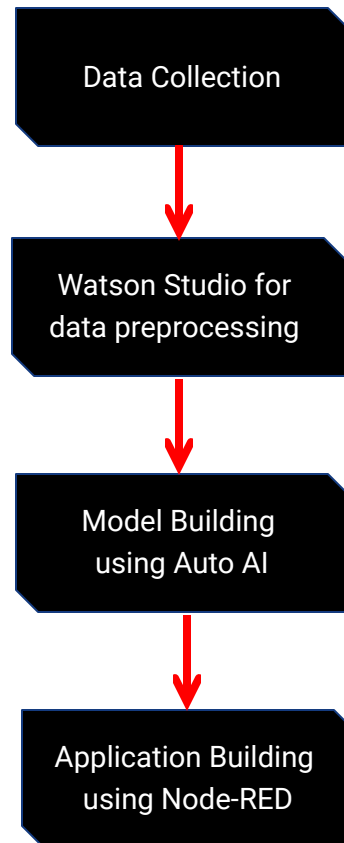 Data Collection
Watson Studio for
data preprocessing
Model Building
using Auto AI
Application Building
using Node-RED